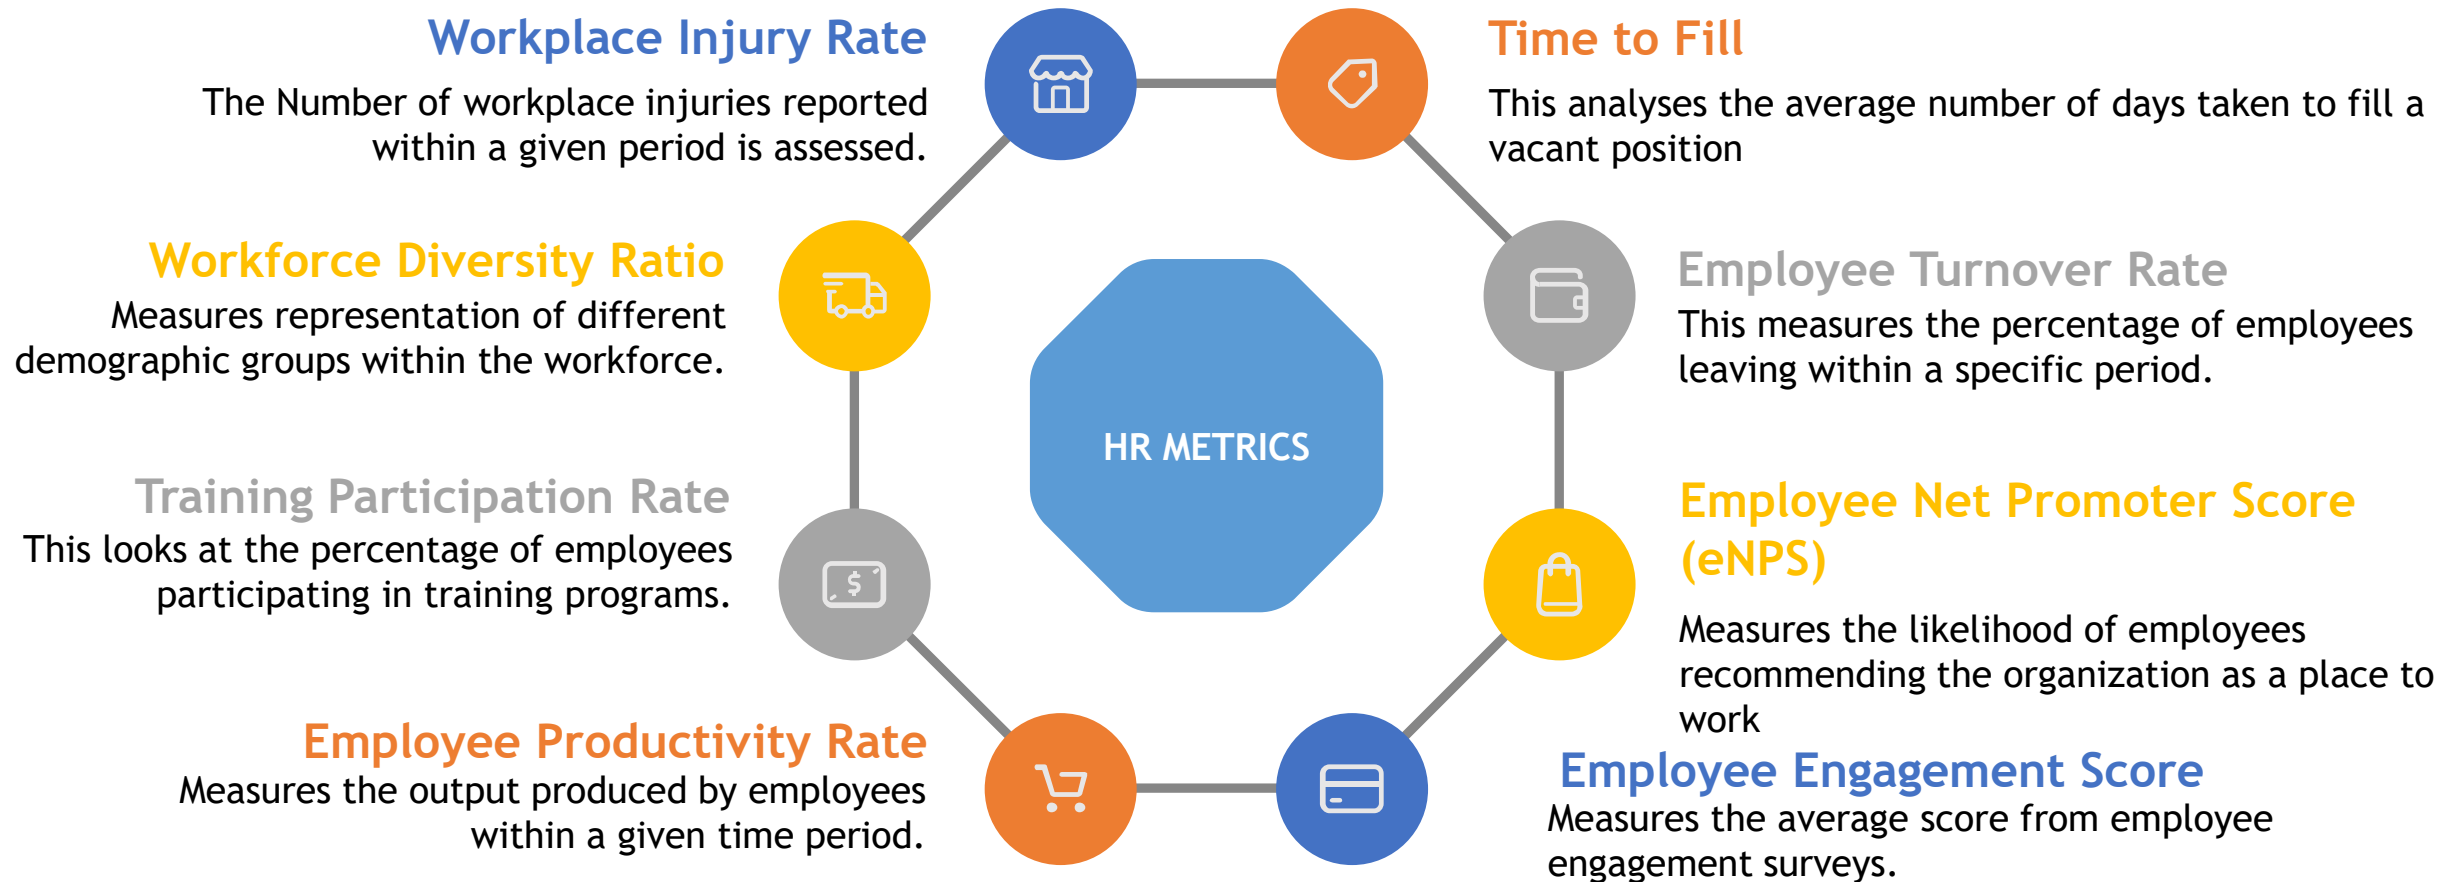 Workplace Injury Rate
The Number of workplace injuries reported
within a given period is assessed.
Time to Fill
This analyses the average number of days taken to fill a
vacant position
Workforce Diversity Ratio
Measures representation of different
demographic groups within the workforce.
Employee Turnover Rate
This measures the percentage of employees
leaving within a specific period.
HR METRICS
Training Participation Rate
This looks at the percentage of employees
participating in training programs.
$
Employee Net Promoter Score
(eNPS)
Measures the likelihood of employees
recommending the organization as a place to
work
Employee Productivity Rate
Measures the output produced by employees
within a given time period.
Employee Engagement Score
Measures the average score from employee
engagement surveys.